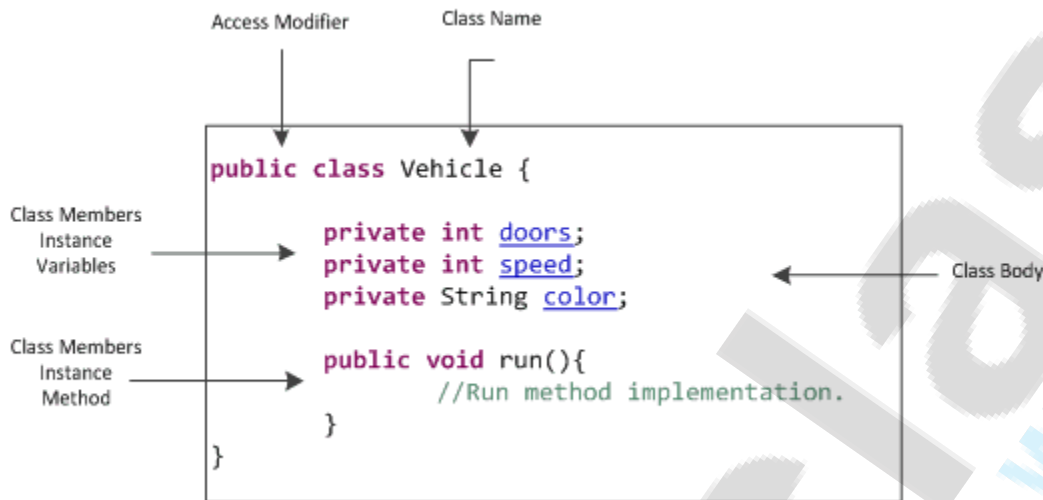 Access Modifier
Class Name
public class Vehicle {
Class Members
Instance
Variables
private int doors;
private int speed;
private String color;
Class Body
Class Members
Instance
Method
public void run(){
//Run method implementation.
}
}